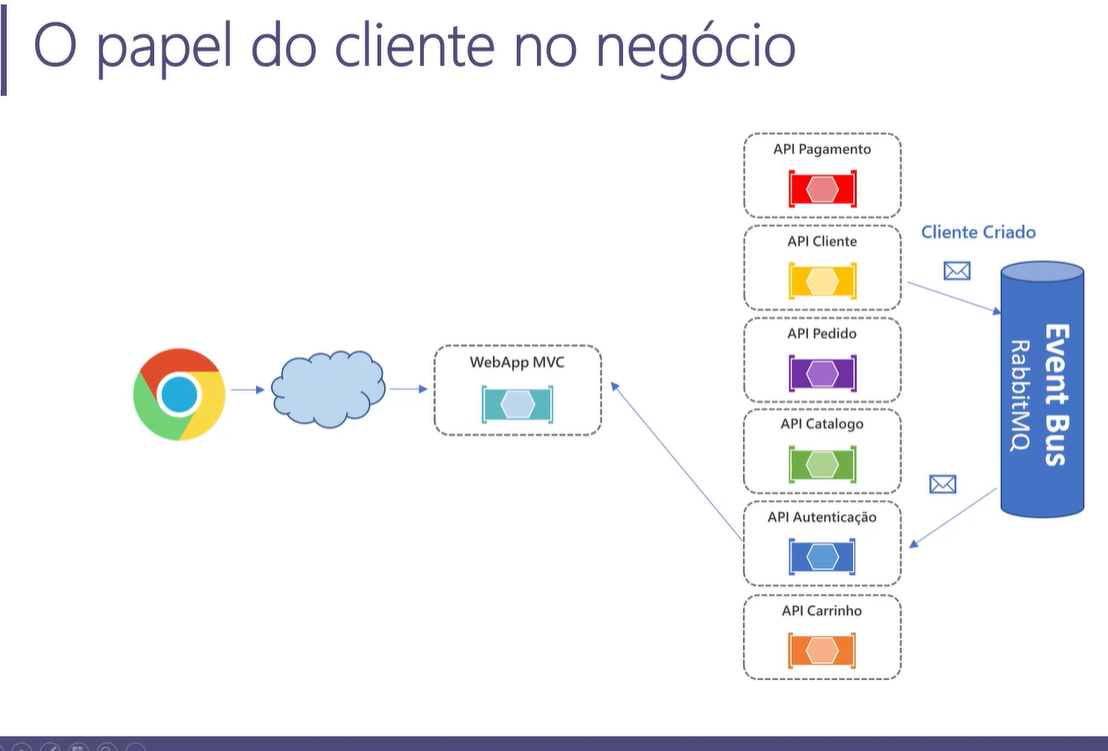 O papel do cliente no negócio
API Pagamento
API Cliente
Cliente Criado
API Pedido
WebApp MVC
API Catalogo
API Autenticação
API Carrinho
Event Bus
RabbitMQ